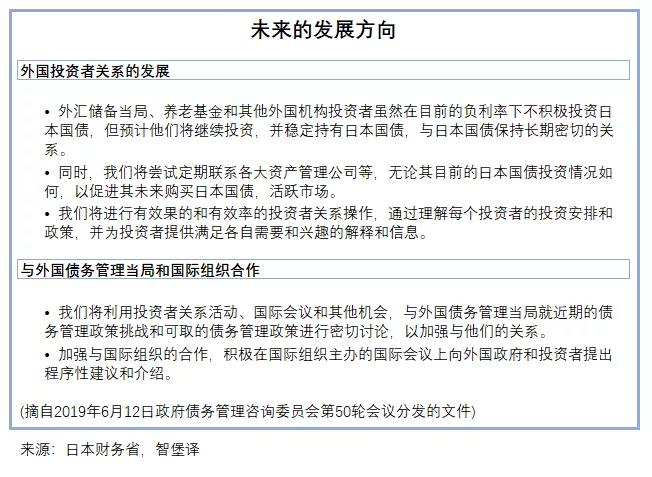 未来的发展方向
外国投资者关系的发展
• 外汇储备当局、养老基金和其他外国机构投资者虽然在目前的负利率下不积极投资日
本国债，但预计他们将继续投资，并稳定持有日本国债，与日本国债保持长期密切的关
系。
• 同时，我们将尝试定期联系各大资产管理公司等，无论其目前的日本国债投资情况如
何，以促进其未来购买日本国债，活跃市场。
• 我们将进行有效果的和有效率的投资者关系操作，通过理解每个投资者的投资安排和
政策，并为投资者提供满足各自需要和兴趣的解释和信息。
与外国债务管理当局和国际组织合作
• 我们将利用投资者关系活动、国际会议和其他机会，与外国债务管理当局就近期的债
务管理政策挑战和可取的债务管理政策进行密切讨论，以加强与他们的关系。
• 加强与国际组织的合作，积极在国际组织主办的国际会议上向外国政府和投资者提出
程序性建议和介绍。
(摘自2019年6月12日政府债务管理咨询委员会第50轮会议分发的文件)
来源：日本财务省，智堡译